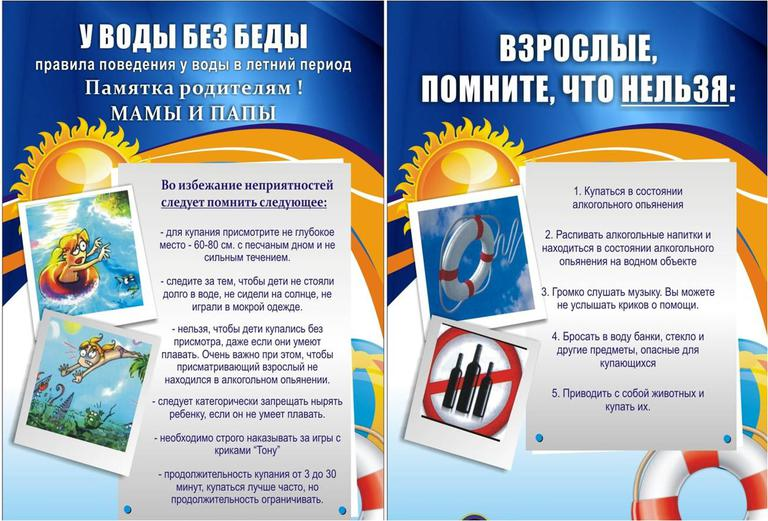 У ВОДЫ БЕЗ БЕДЫ
правила поведения у воды в летний период
Памятка родителям !
МАМЫ И ПАПЫ
Во избежание неприятностей
следует помнить следующее:
- для купания присмотрите не глубокое
место - 60-80 см. с песчаным дном и не
сильным течением.
- следите за тем, чтобы дети не стояли
долго в воде, не сидели на солнце, не
играли в мокрой одежде.
- нельзя, чтобы дети купались без
присмотра, даже если они умеют
плавать. Очень важно при этом, чтобы
присматривающий взрослый не
находился в алкогольном опьянении.
- следует категорически запрещать нырять
ребенку, если он не умеет плавать.
- необходимо строго наказывать за игры с
криками "Тону"
- продолжительность купания от 3 до 30
минут, купаться лучше часто, но
продолжительность ограничивать.
ВЗРОСЛЫЕ,
ПОМНИТЕ, ЧТО НЕЛЬЗЯ:
1. Купаться в состоянии
алкогольного опьянения
2. Распивать алкогольные напитки и
находиться в состоянии алкогольного
опьянения на водном объекте
3. Громко слушать музыку. Вы можете
не услышать криков о помощи.
4. Бросать в воду банки, стекло и
другие предметы, опасные для
купающихся
5. Приводить с собой животных и
купать их.